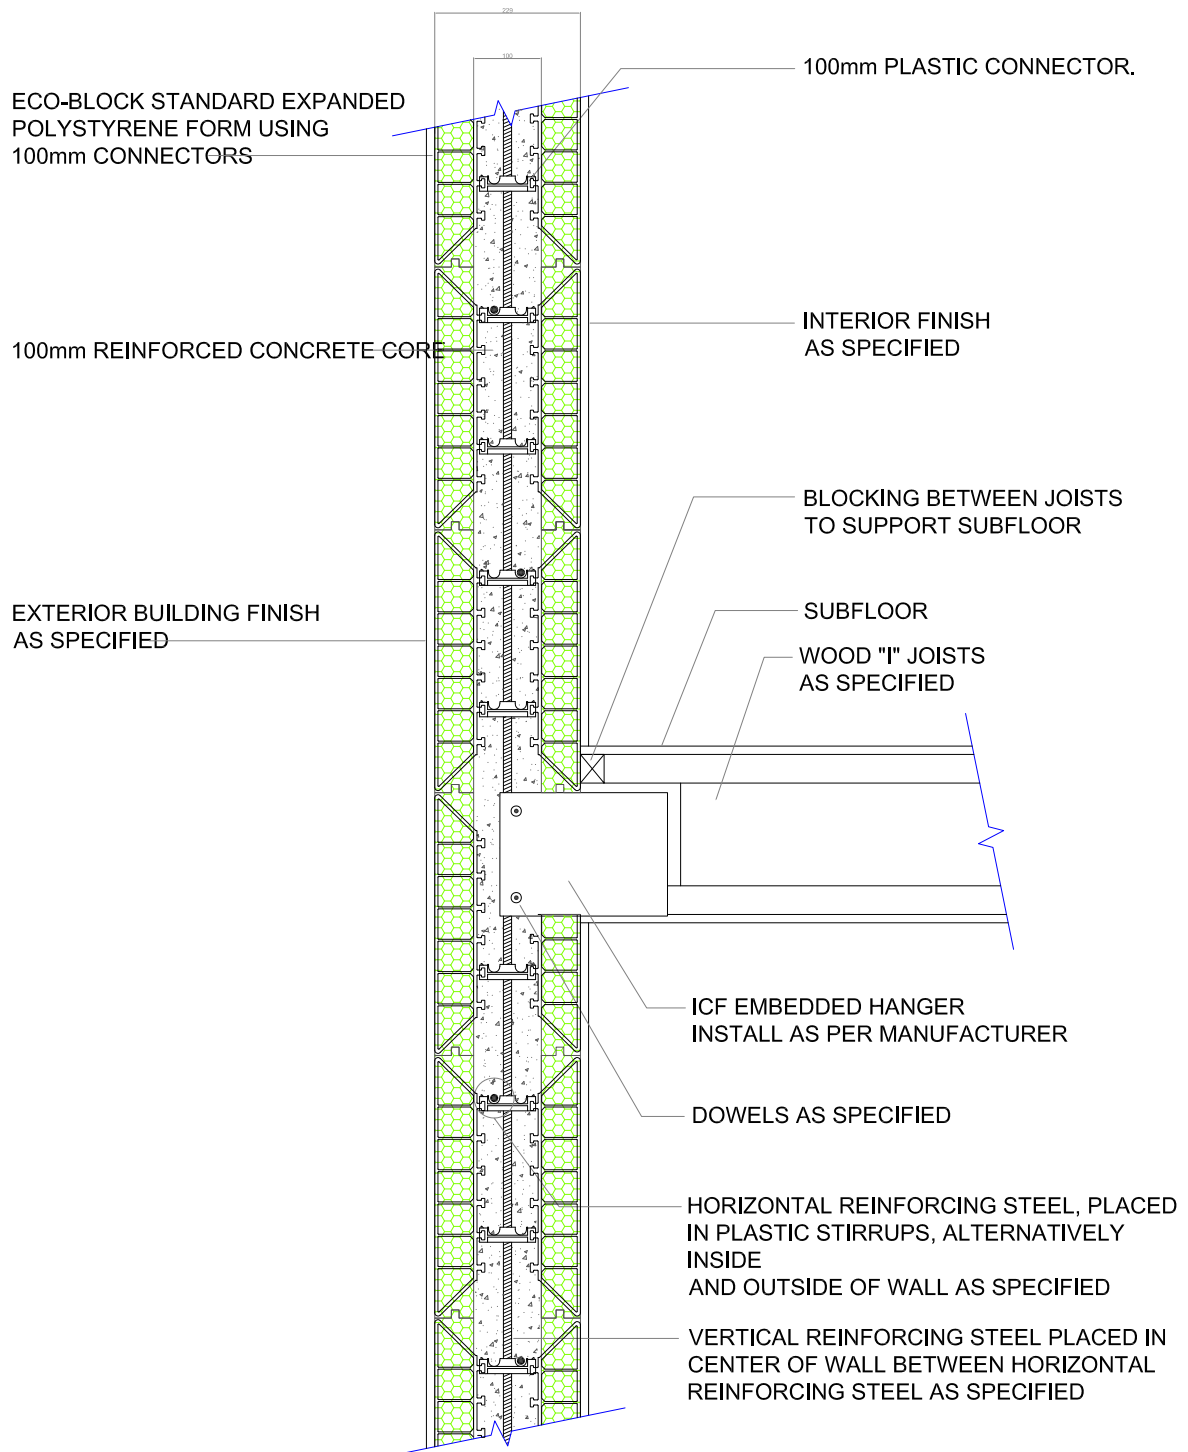 229
100
100mm PLASTIC CONNECTOR.
ECO-BLOCK STANDARD EXPANDED
POLYSTYRENE FORM USING
100mm CONNECTORS
INTERIOR FINISH
AS SPECIFIED
100mm REINFORCED CONCRETE CORE
BLOCKING BETWEEN JOISTS
TO SUPPORT SUBFLOOR
EXTERIOR BUILDING FINISH
AS SPECIFIED
SUBFLOOR
WOOD "I" JOISTS
AS SPECIFIED
ICF EMBEDDED HANGER
INSTALL AS PER MANUFACTURER
DOWELS AS SPECIFIED
HORIZONTAL REINFORCING STEEL, PLACED
IN PLASTIC STIRRUPS, ALTERNATIVELY
INSIDE
AND OUTSIDE OF WALL AS SPECIFIED
VERTICAL REINFORCING STEEL PLACED IN
CENTER OF WALL BETWEEN HORIZONTAL
REINFORCING STEEL AS SPECIFIED